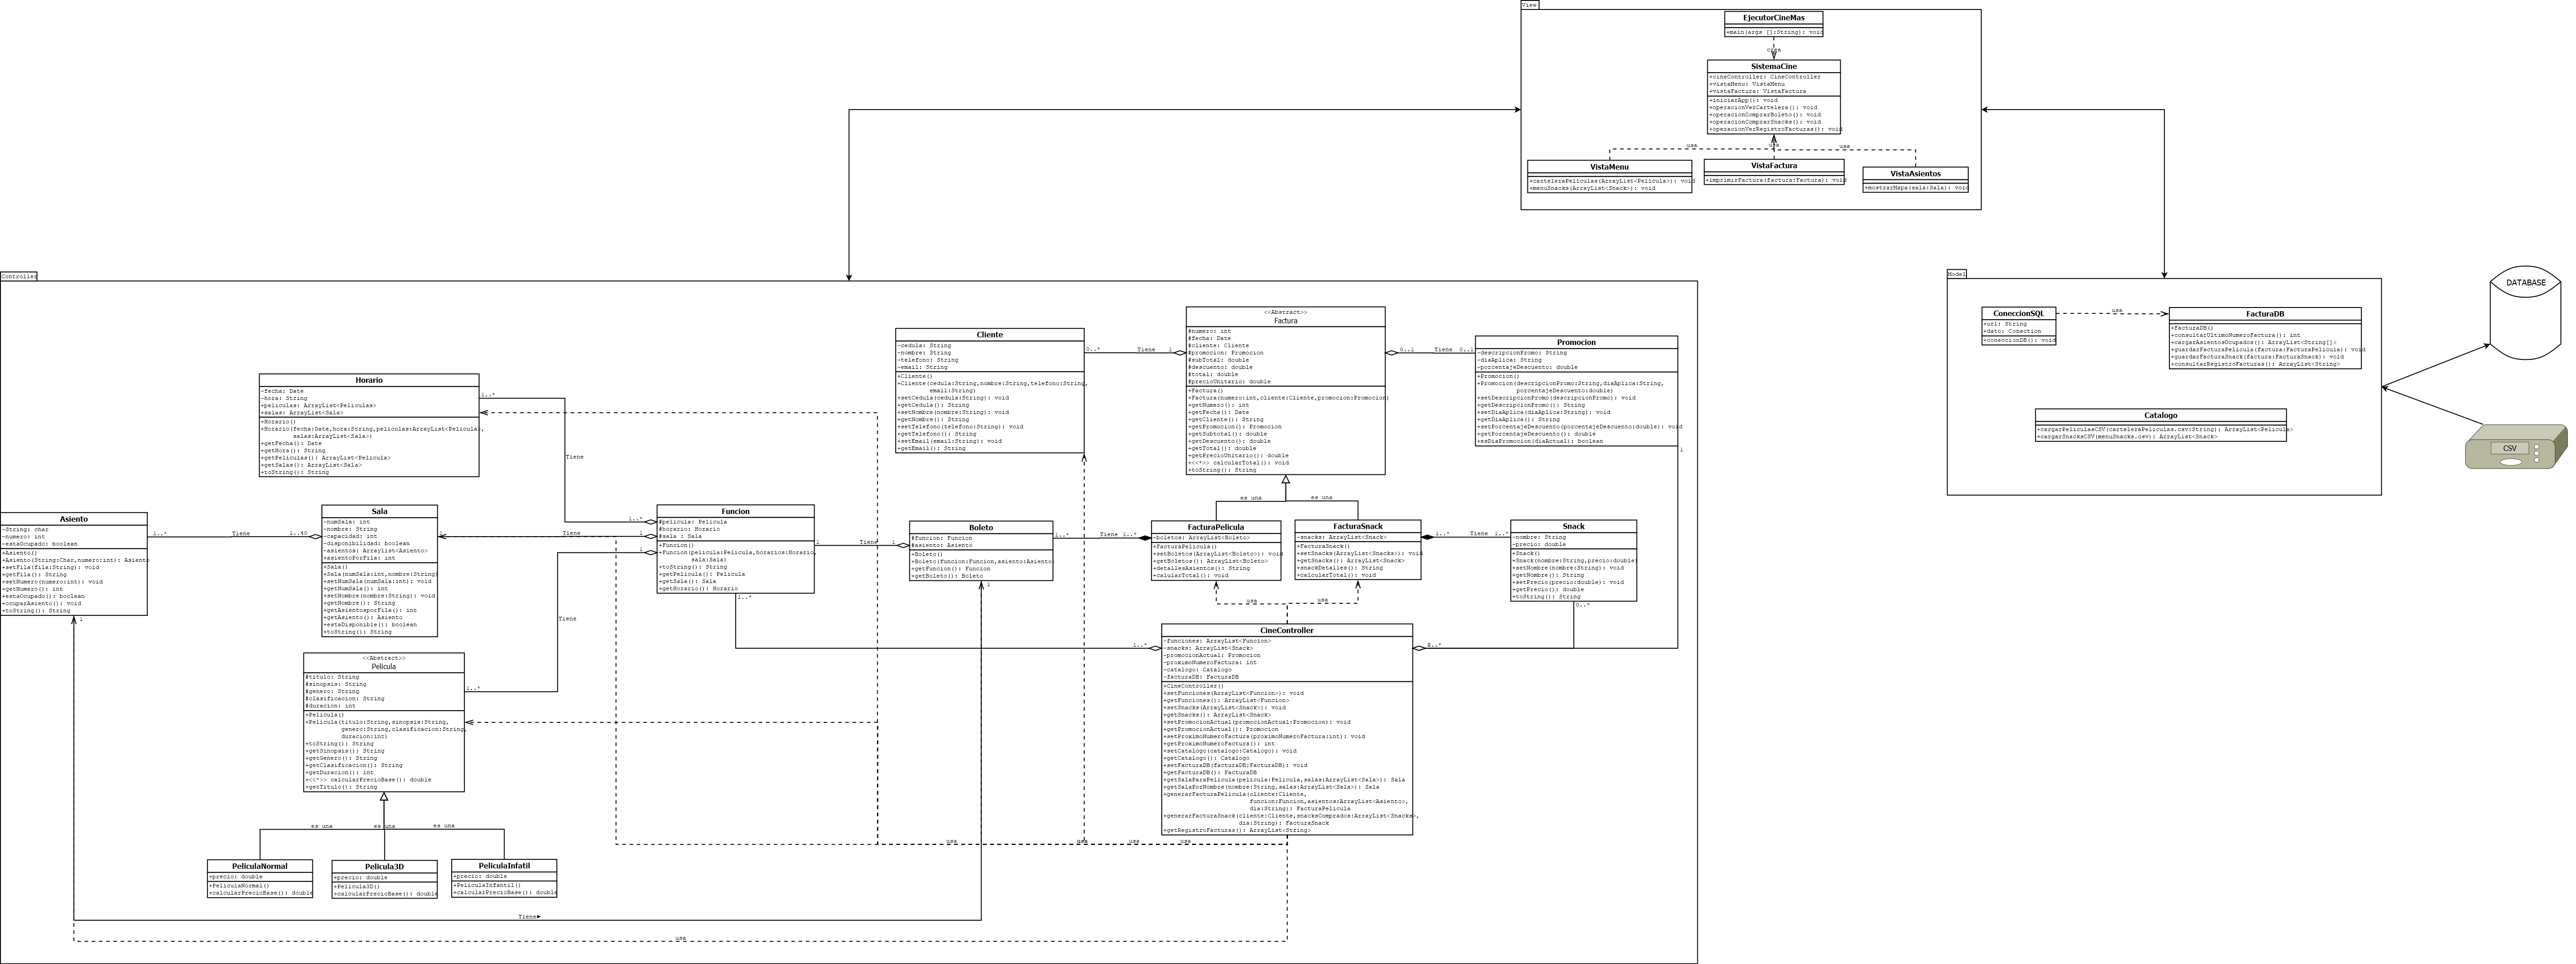 View
EjecutorCineMas
+main(args []:String): void
crea
SistemaCine
+cineController: CineController
+vistaMenu: VistaMenu
+vistaFactura: VistaFactura
+iniciarApp(): void
+operacionVerCartelera(): void
+operacionComprarBoleto(): void
+operacionComprarSnacks(): void
+operacionVerRegistroFacturas(): void
usa
usa
usa
VistaMenu
+carteleraPeliculas(ArrayList<Pelicula>): void
+menuSnacks(ArrayList<Snack>): void
VistaFactura
+imprimirFactura(factura:Factura): void
VistaAsientos
+mostrarMapa(sala:Sala): void
Controller
Horario
-fecha: Date
-hora: String
+peliculas: ArrayList<Peliculas>
+salas: ArrayList<Sala>
+Horario()
+Horario(fecha:Date,hora:String,peliculas:ArrayList<Pelicula>,
salas:ArrayList<Sala>)
+getFecha(): Date
+getHora(): String
+getPeliculas(): ArrayList<Pelicula>
+getSalas(): ArrayList<Sala>
+toString(): String
1..*
Tiene
1..*
Cliente
-cedula: String
-nombre: String
-telefono: String
-email: String
+Cliente()
+Cliente(cedula:String,nombre:String,telefono:String,
email:String)
+setCedula(cedula:String): void
+getCedula(): String
+setNombre(nombre:String): void
+getNombre(): String
+setTelefono(telefono:String): void
+getTelefono(): String
+setEmail(email:String): void
+getEmail(): String
0..*
Tiene
1
<<Abstract>>
Factura
#numero: int
#fecha: Date
#cliente: Cliente
#promocion: Promocion
#subTotal: double
#descuento: double
#total: double
#precioUnitario: double
+Factura()
+Factura(numero:int,cliente:Cliente,promocion:Promocion)
+getNumero(): int
+getFecha(): Date
+getCliente(): String
+getPromocion(): Promocion
+getSubtotal(): double
+getDescuento(): double
+getTotal(): double
+getPrecioUnitario(): double
+<<*>> calcularTotal(): void
+toString(): String
0..1
Tiene
0..1
Promocion
-descripcionPromo: String
-diaAplica: String
-porcentajeDescuento: double
+Promocion()
+Promocion(descripcionPromo:String,diaAplica:String,
porcentajeDescuento:double)
+setDescripcionPromo(descripcionPromo): void
+getDescripcionPromo(): String
+setDiaAplica(diaAplica:String): void
+getDiaAplica(): String
+setPorcentajeDescuento(porcentajeDescuento:double): void
+getPorcentajeDescuento(): double
+esDiaPromocion(diaActual): boolean
1
es una
es una
Asiento
-String: char
-numero: int
-estaOcupado: boolean
+Asiento()
+Asiento(String:Char,numero:int): Asiento
+setFila(fila:String): void
+getFila(): String
+setNumero(numero:int): void
+getNumero(): int
+estaOcupado(): boolean
+ocuparAsiento(): void
+toString(): String
1..*
Tiene
1..40
1
Sala
-numSala: int
-nombre: String
-capacidad: int
-disponibilidad: boolean
-asientos: Arraylist<Asiento>
-asientoPorFila: int
+Sala()
+Sala(numSala:int,nombre:String)
+setNumSala(numSala:int): void
+getNumSala(): int
+setNombre(nombre:String): void
+getNombre(): String
+getAsientosporFila(): int
+getAsiento(): Asiento
+estaDisponible(): boolean
+toString(): String
1
Tiene
1
Funcion
#pelicula: Pelicula
#horario: Horario
#sala : Sala
+Funcion()
+Funcion(pelicula:Pelicula,horarios:Horario,
sala:Sala)
+toString(): String
+getPelicula(): Pelicula
+getSala(): Sala
+getHorario(): Horario
1
1..*
1
Tiene
1
Boleto
#funcion: Funcion
#asiento: Asiento
+Boleto()
+Boleto(funcion:Funcion,asiento:Asiento)
+getFuncion(): Funcion
+getBoleto(): Boleto
1
1..*
Tiene
1..*
FacturaPelicula
-boletos: ArrayList<Boleto>
+FacturaPelicula()
+setBoletos(ArrayList<Boleto>): void
+getBoletos(): ArrayList<Boleto>
+detallesAsientos(): String
+calularTotal(): void
FacturaSnack
-snacks: ArrayList<Snack>
+FacturaSnack()
+setSnacks(ArrayList<Snacks>): void
+getSnacks(): ArrayList<Snack>
+snackDetalles(): String
+calcularTotal(): void
1..*
Tiene
1..*
Snack
-nombre: String
-precio: double
+Snack()
+Snack(nombre:String,precio:double)
+setNombre(nombre:String): void
+getNombre(): String
+setPrecio(precio:double): void
+getPrecio(): double
+toString(): String
0..*
usa
usa
Tiene
<<Abstract>>
Pelicula
#titulo: String
#sinopsis: String
#genero: String
#clasificacion: String
#duracion: int
+Pelicula()
+Pelicula(titulo:String,sinopsis:String,
genero:String,clasificacion:String,
duracion:int)
+toString(): String
+getSinopsis(): String
+getGenero(): String
+getClasificacion(): String
+getDuracion(): int
+<<*>> calcularPrecioBase(): double
+getTitulo(): String
1..*
es una
es una
es una
PeliculaNormal
+precio: double
+PeliculaNormal()
+calcularPrecioBase(): double
Pelicula3D
+precio: double
+Pelicula3D()
+calcularPrecioBase(): double
PeliculaInfatil
+precio: double
+PeliculaInfantil()
+calcularPrecioBase(): double
1..*
CineController
-funciones: ArrayList<Funcion>
-snacks: ArrayList<Snack>
-promocionActual: Promocion
-proximoNumeroFactura: int
-catalogo: Catalogo
-facturaDB: FacturaDB
+CineController()
+setFunciones(ArrayList<Funcion>): void
+getFunciones(): ArrayList<Funcion>
+setSnacks(ArrayList<Snack>): void
+getSnacks(): ArrayList<Snack>
+setPromocionActual(promocionActual:Promocion): void
+getPromocionActual(): Promocion
+setProximoNumeroFactura(proximoNumeroFactura:int): void
+getProximoNumeroFactura(): int
+setCatalogo(catalogo:Catalogo): void
+getCatalogo(): Catalogo
+setFacturaDB(facturaDB:FacturaDB): void
+getFacturaDB(): FacturaDB
+getSalaParaPelicula(pelicula:Pelicula,salas:ArrayList<Sala>): Sala
+getSalaPorNombre(nombre:String,salas:ArrayList<Sala>): Sala
+generarFacturaPelicula(cliente:Cliente,
funcion:Funcion,asientos:ArrayList<Asiento>,
dia:String): FacturaPelicula
+generarFacturaSnack(cliente:Cliente,snacksComprados:ArrayList<Snacks>,
dia:String): FacturaSnack
+getRegistroFacturas(): ArrayList<String>
usa
usa
usa
Tiene
usa
Model
ConeccionSQL
+url: String
+dato: Conection
+coneccionDB(): void
usa
FacturaDB
+FacturaDB()
+consultarUltimoNumeroFactura(): int
+cargarAsientosOcupados(): ArrayList<String[]>
+guardarFacturaPelicula(factura:FacturaPelicula): void
+guardarFacturaSnack(factura:FacturaSnack): void
+consultarRegistroFacturas(): ArrayList<String>
Catalogo
+cargarPeliculasCSV(carteleraPeliculas.csv:String): ArrayList<Pelicula>
+cargarSnacksCSV(menuSnacks.csv): ArrayList<Snack>
DATABASE
CSV